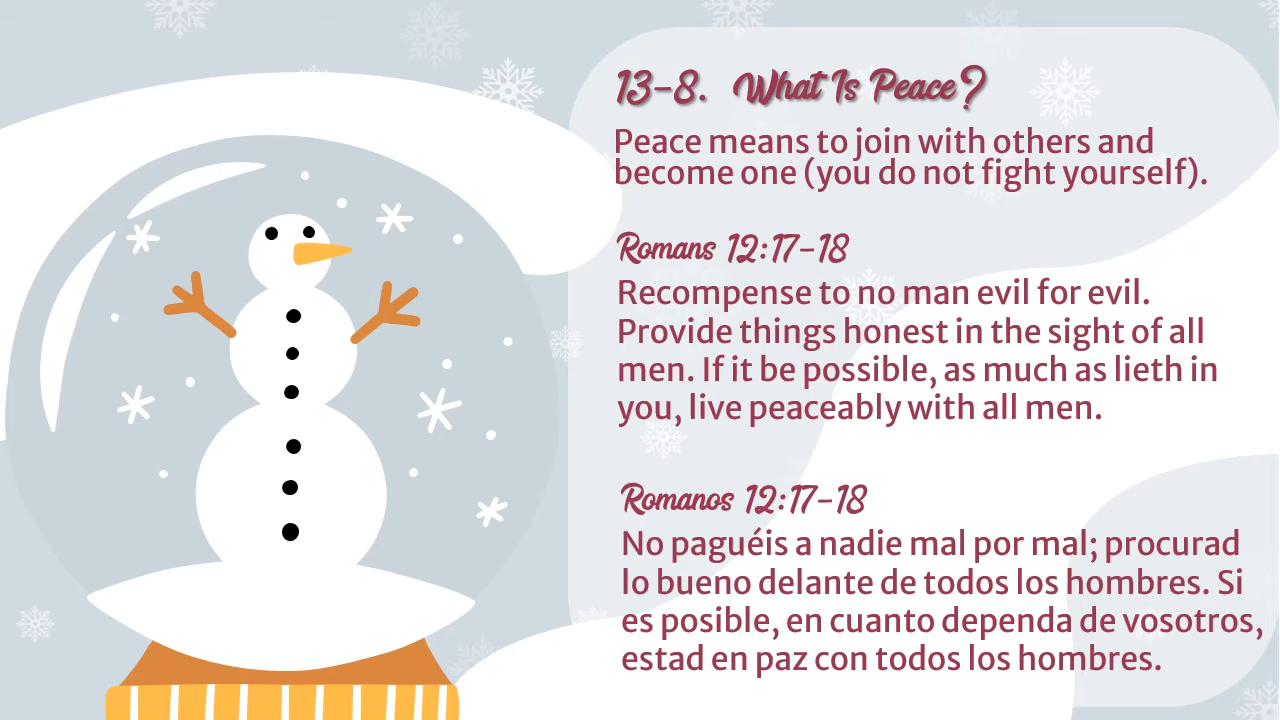 13-8. What Is Peace?
Peace means to join with others and
become one (you do not fight yourself).
Romans 12:17-18
Recompense to no man evil for evil.
Provide things honest in the sight of all
men. If it be possible, as much as lieth in
you, live peaceably with all men.
Romanos 12:17-18
No paguéis a nadie mal por mal; procurad
lo bueno delante de todos los hombres. Si
es posible, en cuanto dependa de vosotros,
estad en paz con todos los hombres.